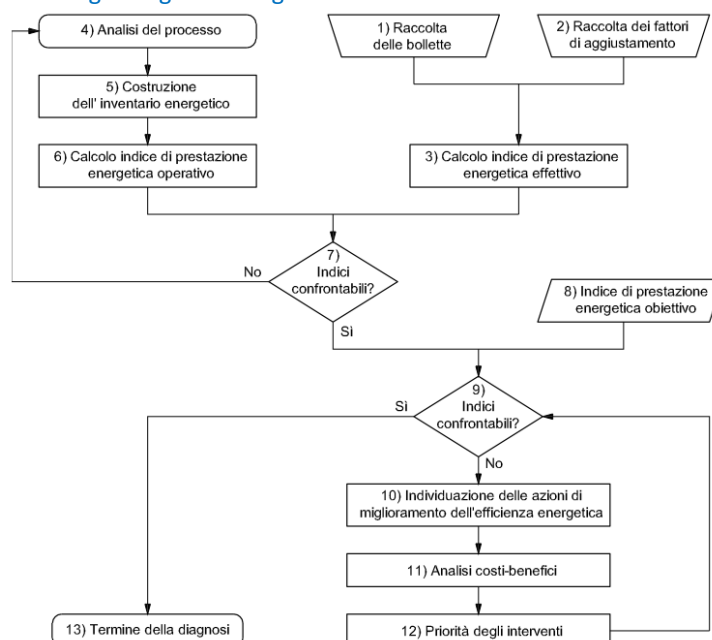 4) Analisi del processo
1) Raccolta
delle bollette
2) Raccolta dei fattori
di aggiustamento
5) Costruzione
dell' inventario energetico
6) Calcolo indice di prestazione
energetica operativo
3) Calcolo indice di prestazione
energetica effettivo
7)
Indici
confrontabili?
No
Sì
8) Indice di prestazione
energetica obiettivo
9)
Indici
confrontabili?
Sì
No
10) Individuazione delle azioni di
miglioramento dell'efficienza energetica
11) Analisi costi-benefici
12) Priorità degli interventi
13) Termine della diagnosi